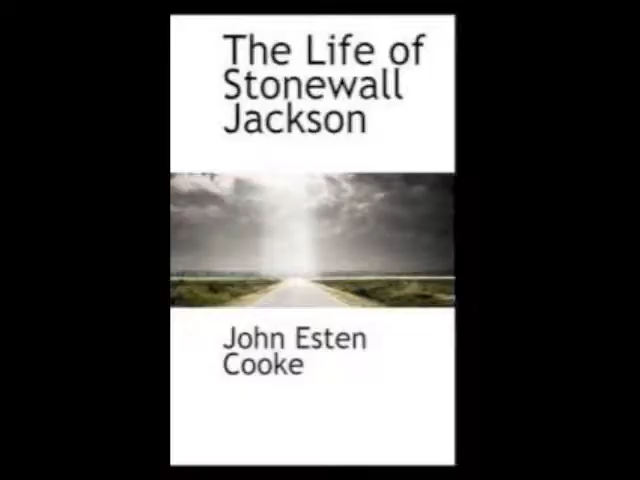 The Life of
Stonewall
Jackson
John Esten
Cooke